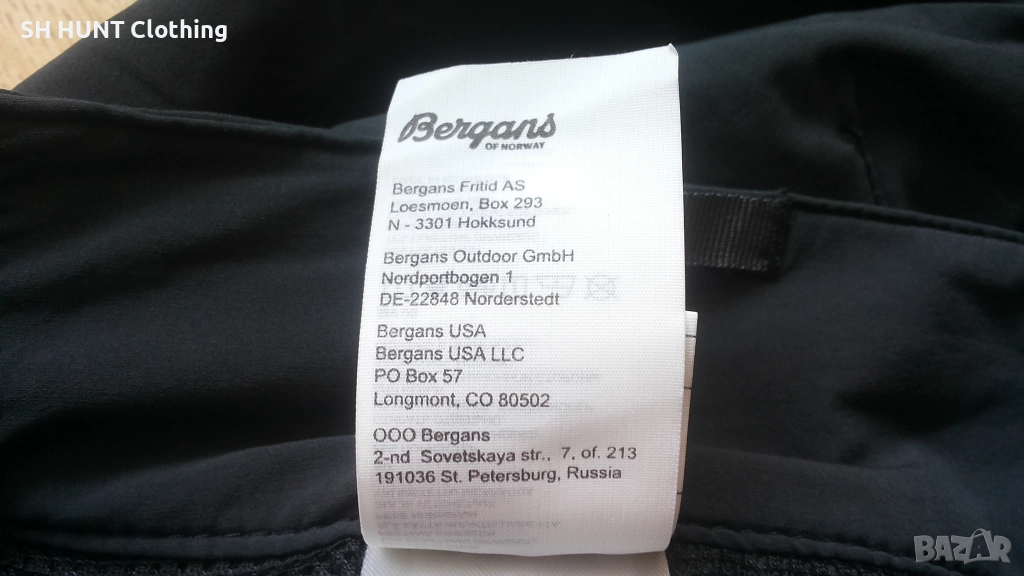 SH HUNT Clothing
Bergans
OF NORWAY
Bergans Fritid AS
Loesmoen, Box 293
N - 3301 Hokksund
Bergans Outdoor GmbH
Nordportbogen 1
DE-22848 Norderstedt
Bergans USA
Bergans USA LLC
PO Box 57
Longmont, CO 80502
OOO Bergans
2-nd Sovetskaya str., 7, of. 213
191036 St. Petersburg, Russia
BAZAR